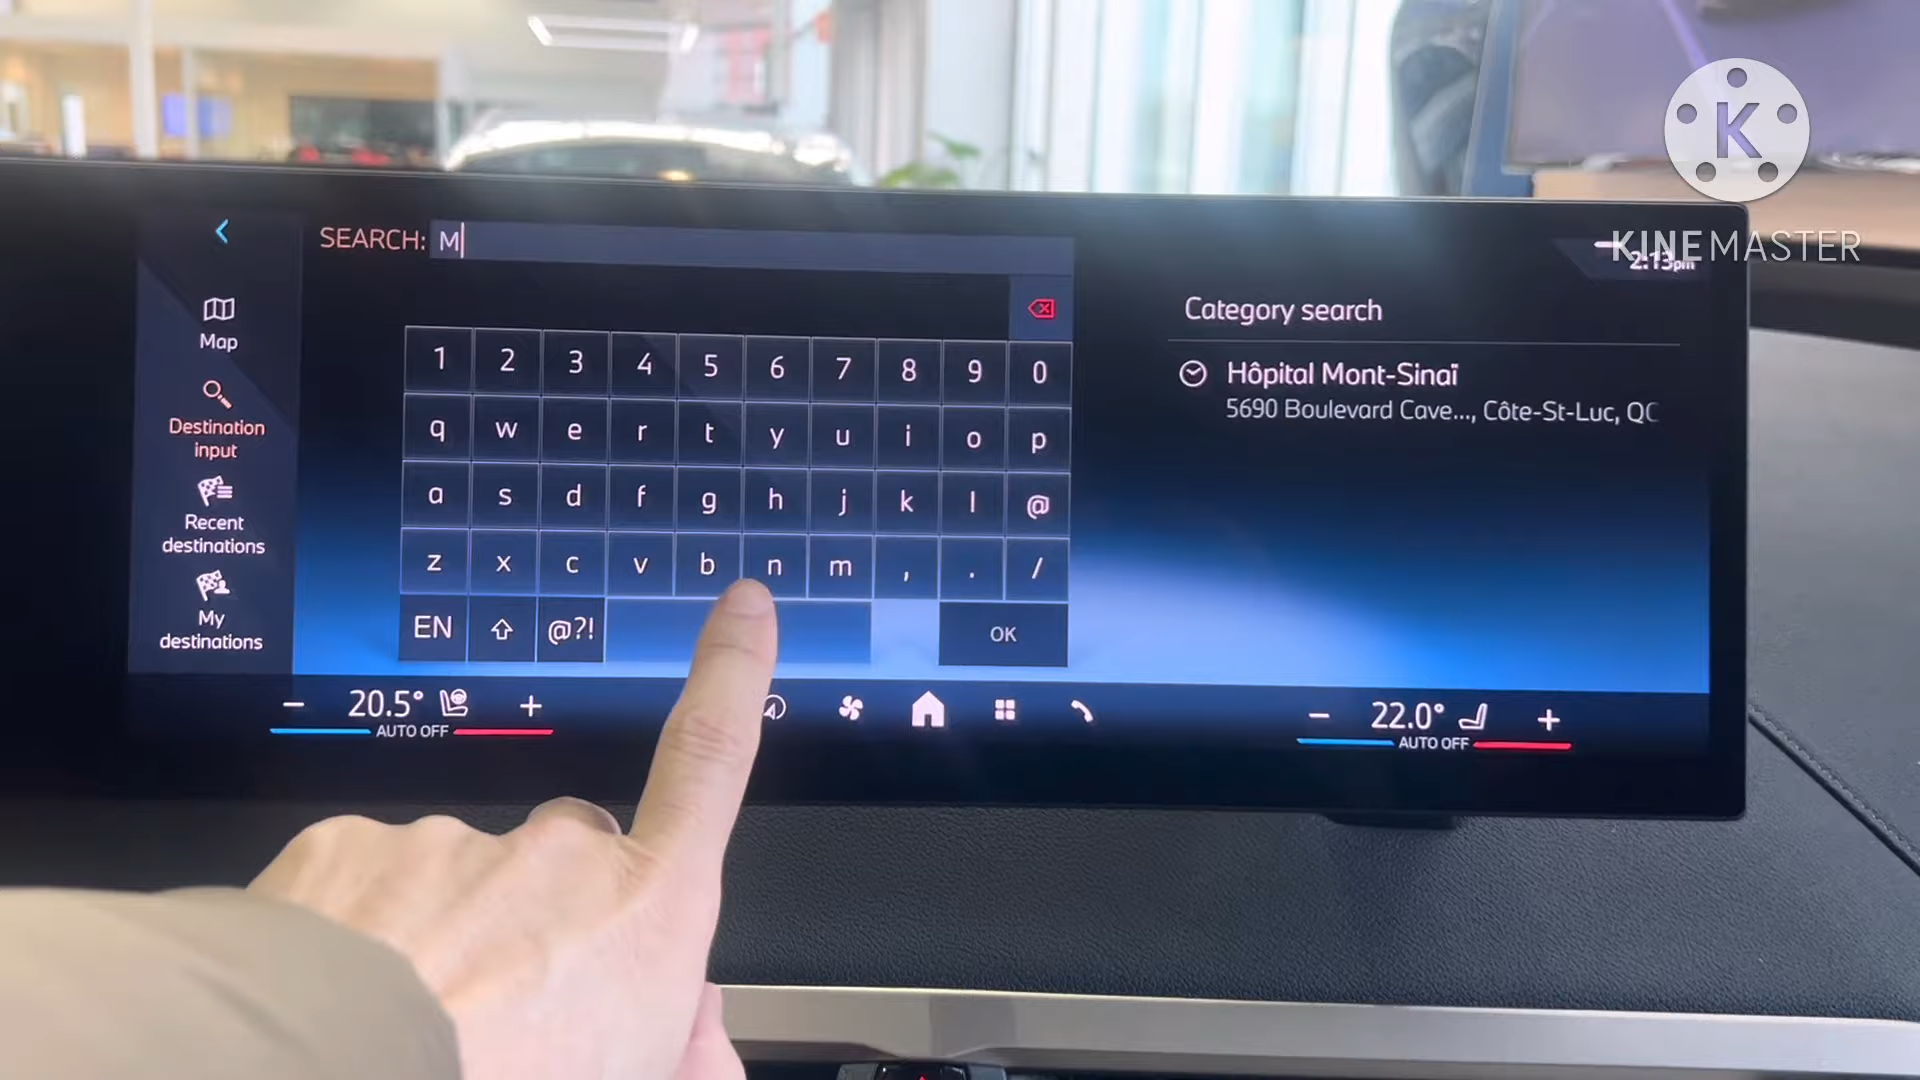 K
KINEMASTER
2:13pm
SEARCH: M
Map
Destination
input
Recent
destinations
My
destinations
1 2 3 4 5 6 7 8 9 0
q w e r t y u i o p
a s d f g h j k l @
z x c v b n m , . /
EN @?! OK
Category search
Hôpital Mont-Sinaï
5690 Boulevard Cave..., Côte-St-Luc, QC
− 20.5° +
AUTO OFF
− 22.0° +
AUTO OFF